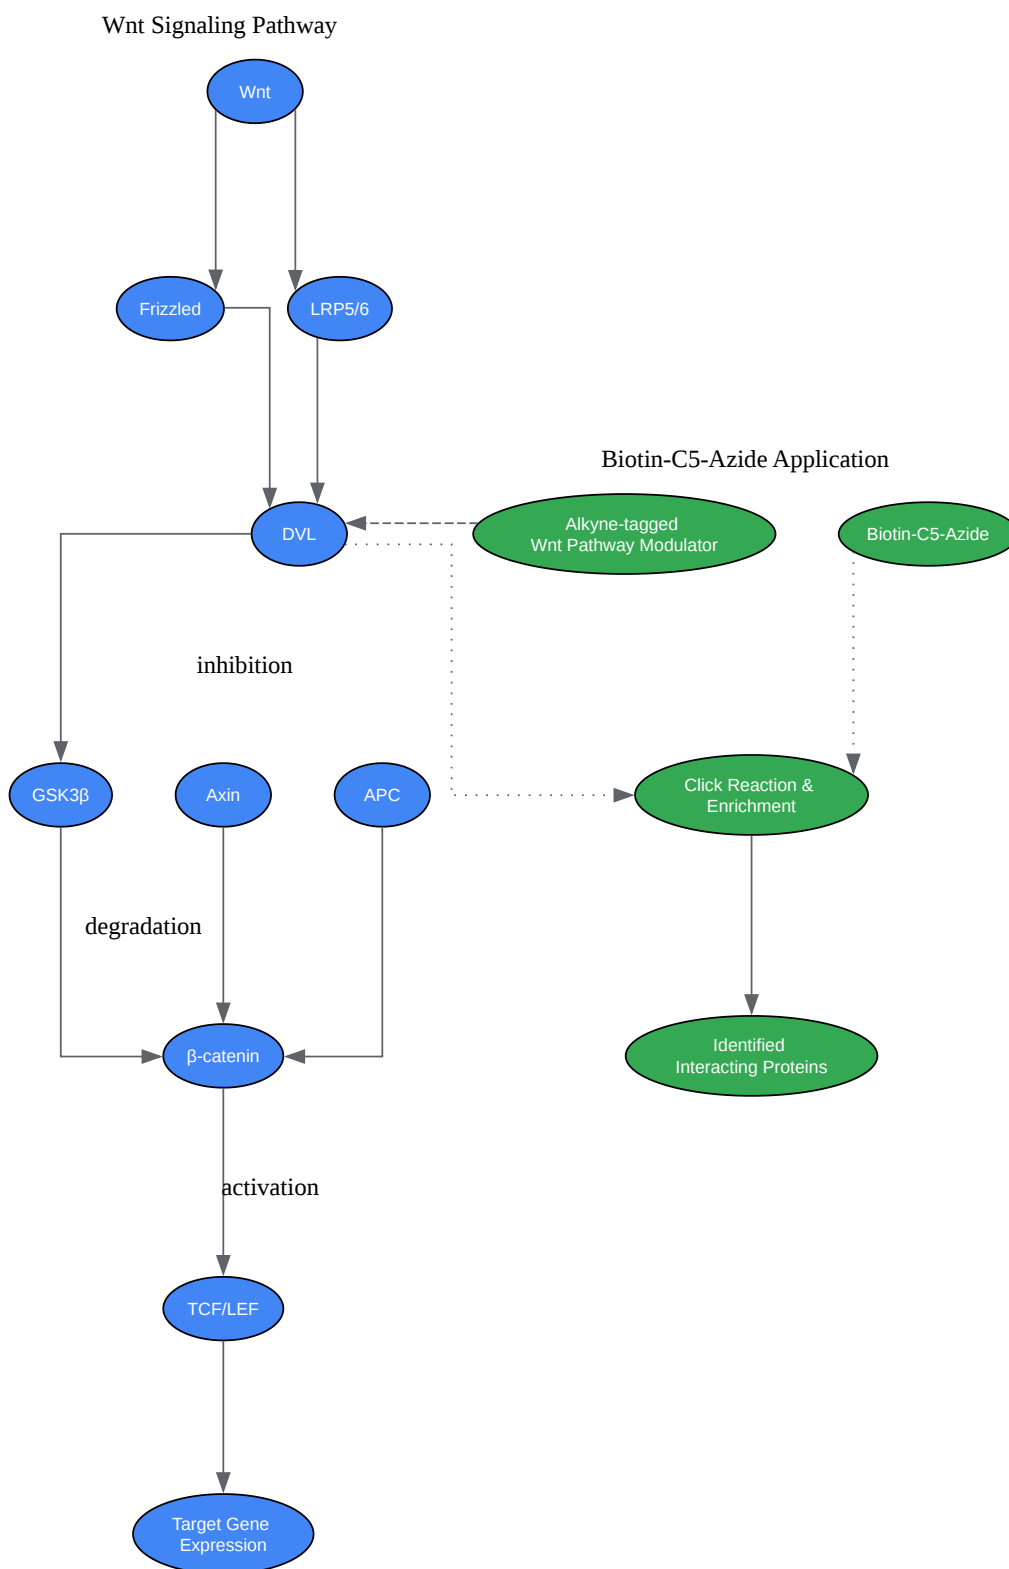 Wnt Signaling Pathway
Wnt
Frizzled
LRP5/6
Biotin-C5-Azide Application
DVL
Alkyne-tagged
Wnt Pathway Modulator
Biotin-C5-Azide
inhibition
GSK3β
Axin
APC
Click Reaction &
Enrichment
degradation
β-catenin
Identified
Interacting Proteins
activation
TCF/LEF
Target Gene
Expression